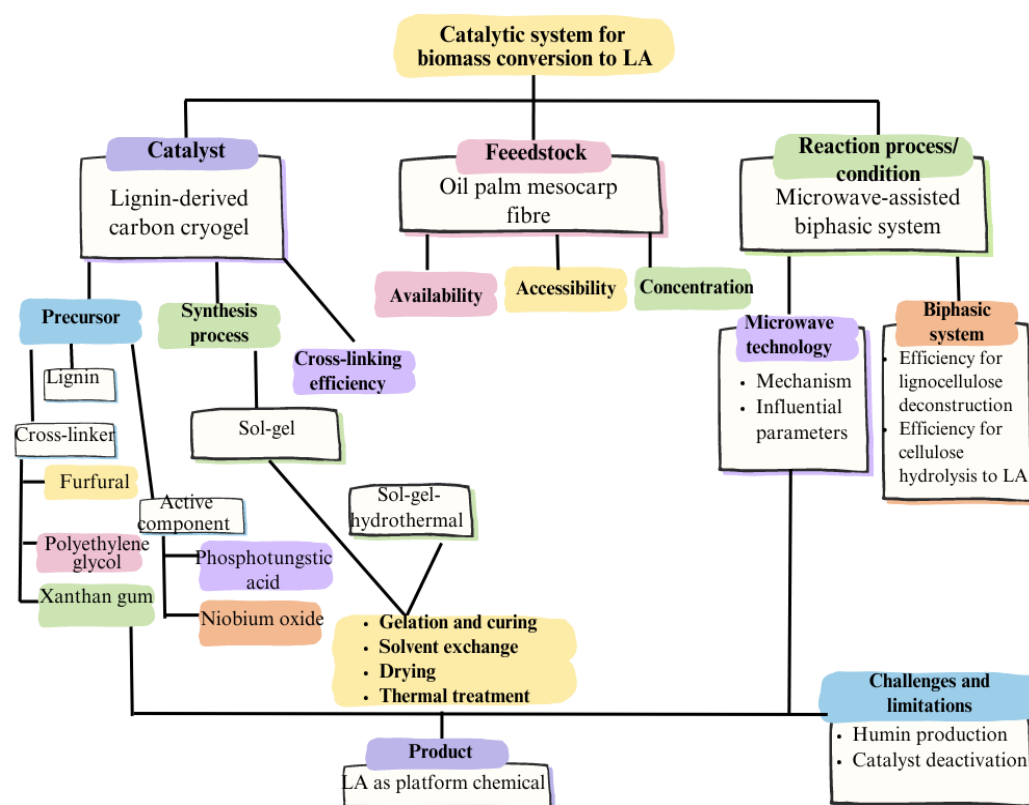 Catalytic system for
biomass conversion to LA
Catalyst
Lignin-derived
carbon cryogel
Feeedstock
Oil palm mesocarp
fibre
Reaction process/
condition
Microwave-assisted
biphasic system
Precursor
Synthesis
process
Cross-linking
efficiency
Availability
Accessibility
Concentration
Microwave
technology
• Mechanism
• Influential
parameters
Biphasic
system
• Efficiency for
lignocellulose
deconstruction
• Efficiency for
cellulose
hydrolysis to LA
Lignin
Cross-linker
Furfural
Polyethylene
glycol
Xanthan gum
Active
component
Phosphotungstic
acid
Niobium oxide
Sol-gel
Sol-gel-
hydrothermal
• Gelation and curing
• Solvent exchange
• Drying
• Thermal treatment
Challenges and
limitations
• Humin production
• Catalyst deactivation
Product
LA as platform chemical